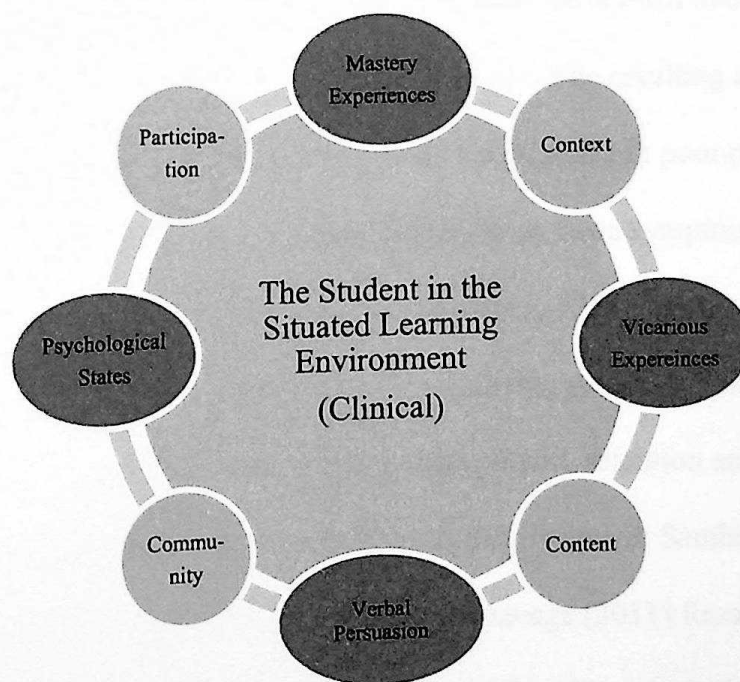 Mastery
Experiences
Context
Vicarious
Expereinces
Content
Verbal
Persuasion
Commu-
nity
Psychological
States
Participa-
tion
The Student in the
Situated Learning
Environment
(Clinical)